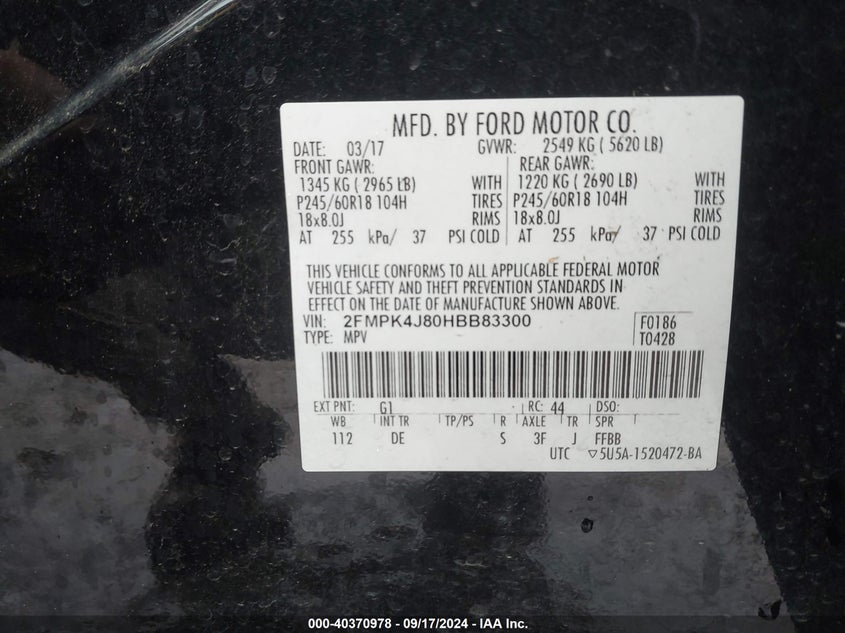 MFD. BY FORD MOTOR CO.
DATE: 03/17 GVWR: 2549 KG ( 5620 LB)
FRONT GAWR: REAR GAWR:
1345 KG ( 2965 LB) WITH 1220 KG ( 2690 LB) WITH
P245/60R18 104H TIRES P245/60R18 104H TIRES
18x8.0J RIMS 18x8.0J RIMS
AT 255 kPa/ 37 PSI COLD AT 255 kPa/ 37 PSI COLD
THIS VEHICLE CONFORMS TO ALL APPLICABLE FEDERAL MOTOR
VEHICLE SAFETY AND THEFT PREVENTION STANDARDS IN
EFFECT ON THE DATE OF MANUFACTURE SHOWN ABOVE.
VIN: 2FMPK4J80HBB83300 F0186
TYPE: MPV T0428
EXT PNT: G1 RC: 44 DSO:
WB INT TR TP/PS R AXLE TR SPR
112 DE S 3F J FFBB
UTC ▽5U5A-1520472-BA
000-40370978 - 09/17/2024 - IAA Inc.